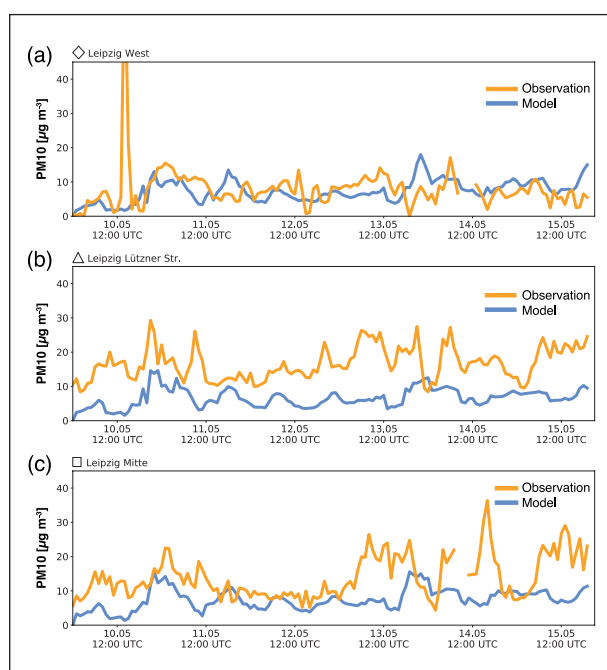 (a)
Leipzig West
PM10 [µg m⁻³]
40
30
20
10
0
Observation
Model
10.05 11.05 12.05 13.05 14.05 15.05
12:00 UTC 12:00 UTC 12:00 UTC 12:00 UTC 12:00 UTC 12:00 UTC
(b)
Leipzig Lützner Str.
PM10 [µg m⁻³]
40
30
20
10
0
Observation
Model
10.05 11.05 12.05 13.05 14.05 15.05
12:00 UTC 12:00 UTC 12:00 UTC 12:00 UTC 12:00 UTC 12:00 UTC
(c)
Leipzig Mitte
PM10 [µg m⁻³]
40
30
20
10
0
Observation
Model
10.05 11.05 12.05 13.05 14.05 15.05
12:00 UTC 12:00 UTC 12:00 UTC 12:00 UTC 12:00 UTC 12:00 UTC